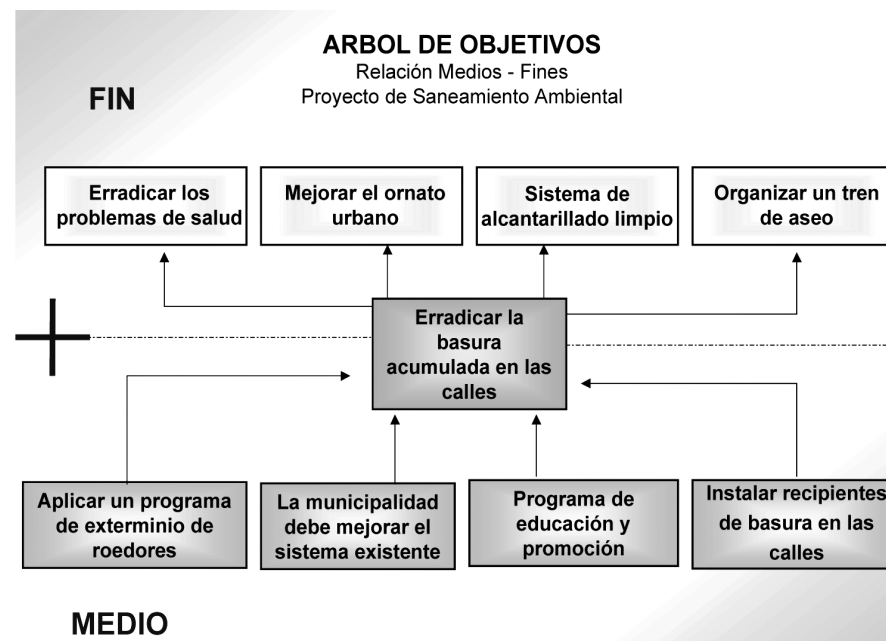 ARBOL DE OBJETIVOS
Relación Medios - Fines
Proyecto de Saneamiento Ambiental
FIN
Erradicar los
problemas de salud
Mejorar el ornato
urbano
Sistema de
alcantarillado limpio
Organizar un tren
de aseo
Erradicar la
basura
acumulada en las
calles
Aplicar un programa
de exterminio de
roedores
La municipalidad
debe mejorar el
sistema existente
Programa de
educación y
promoción
Instalar recipientes
de basura en las
calles
MEDIO